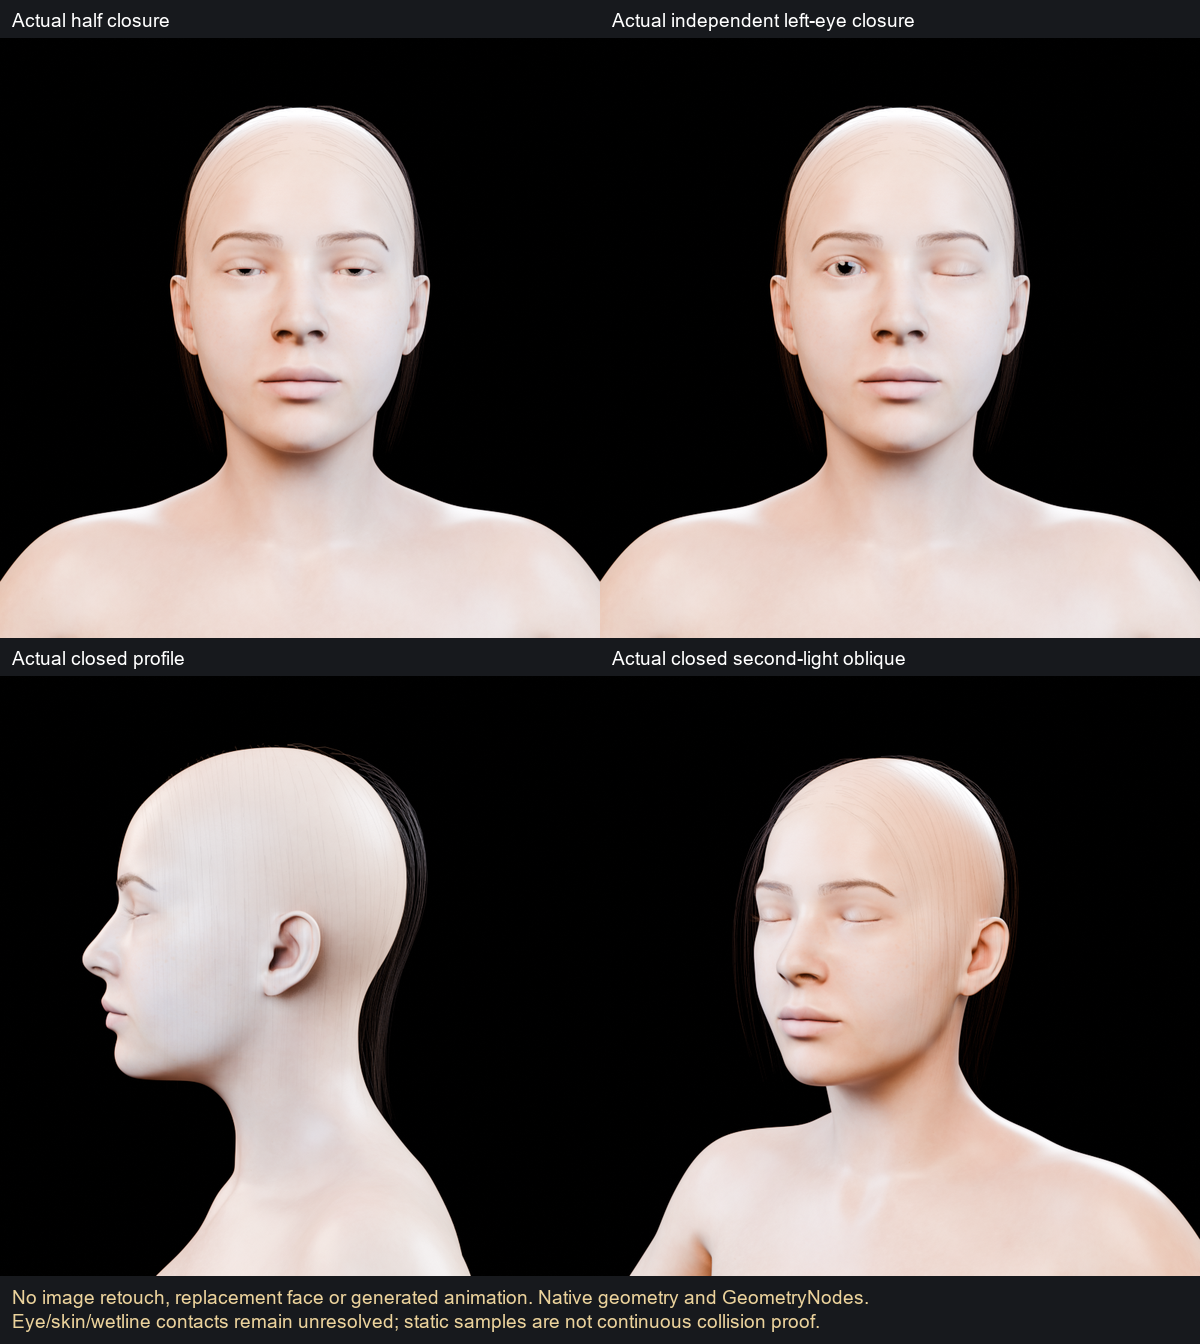 Actual half closure
Actual independent left-eye closure
Actual closed profile
Actual closed second-light oblique
No image retouch, replacement face or generated animation. Native geometry and GeometryNodes.
Eye/skin/wetline contacts remain unresolved; static samples are not continuous collision proof.